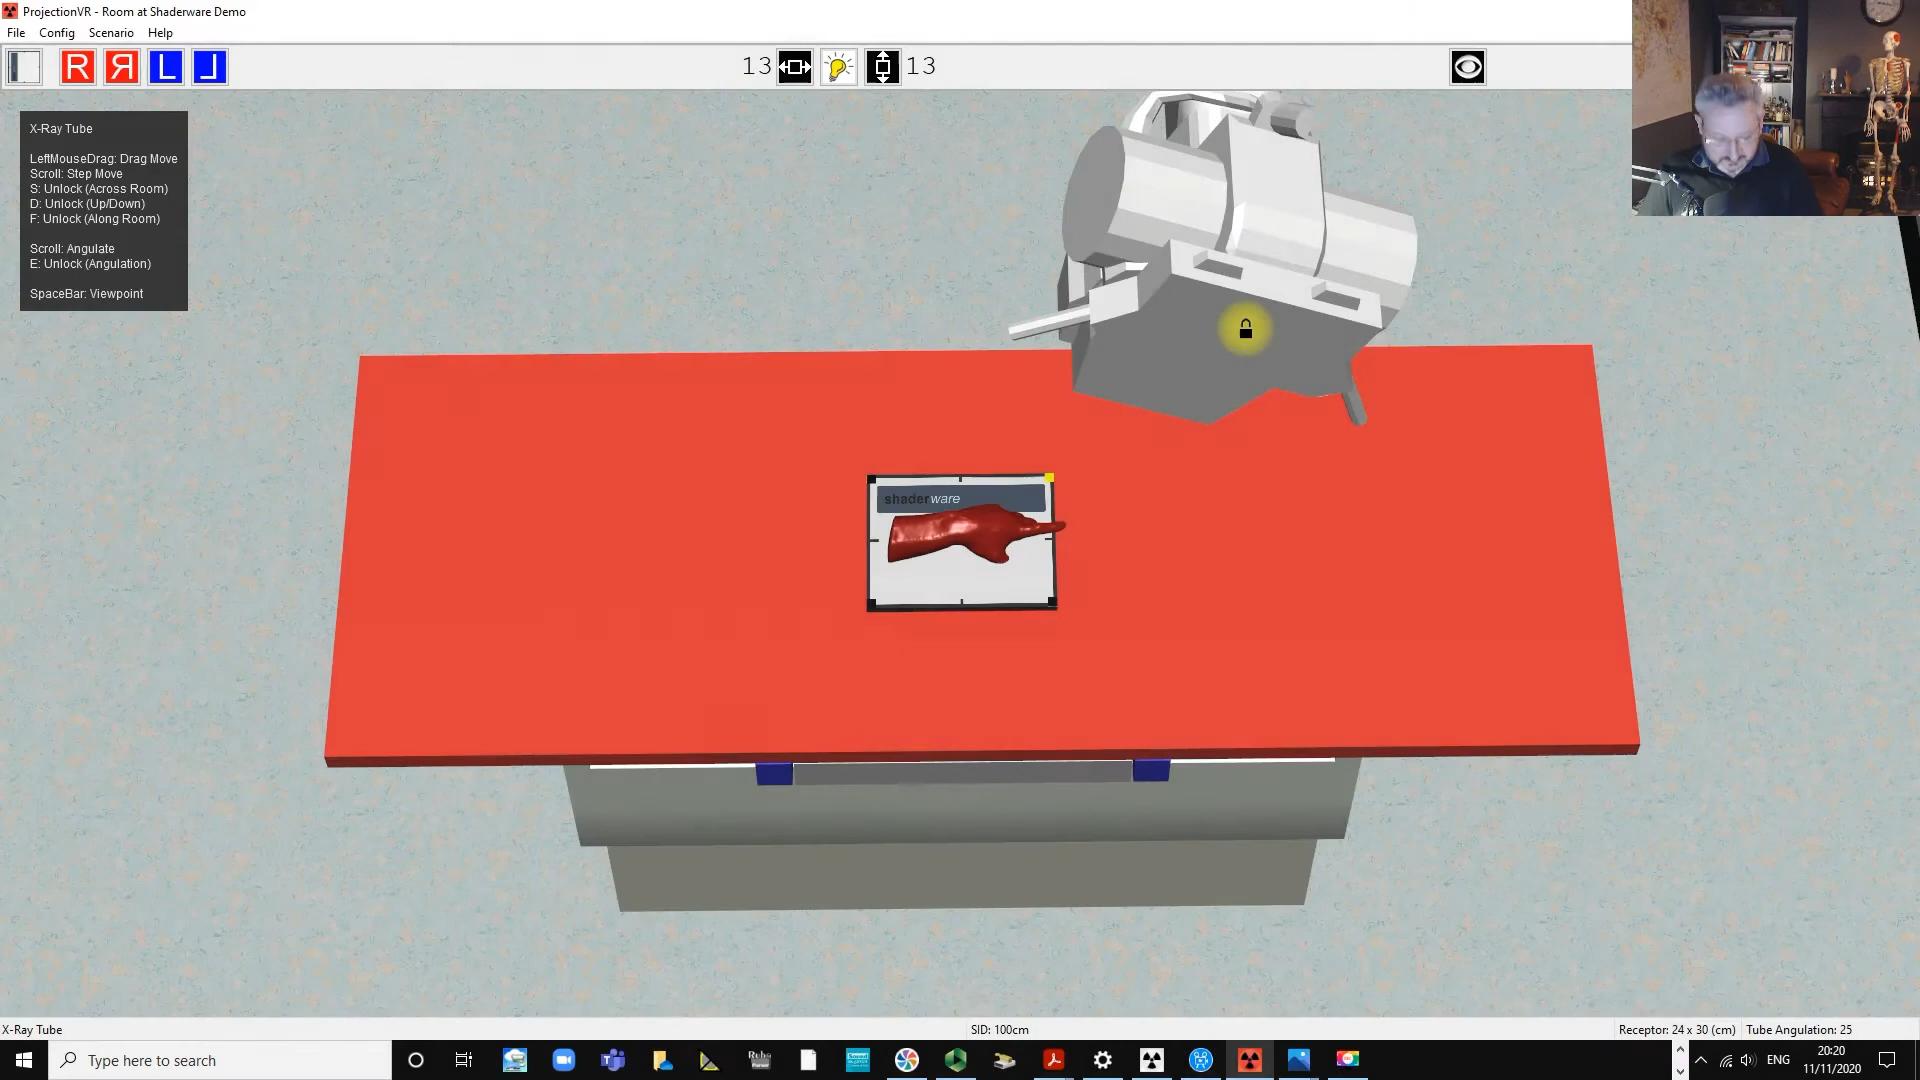 ProjectionVR - Room at Shaderware Demo
File Config Scenario Help
R R L L 13 13
X-Ray Tube
LeftMouseDrag: Drag Move
Scroll: Step Move
S: Unlock (Across Room)
D: Unlock (Up/Down)
F: Unlock (Along Room)
Scroll: Angulate
E: Unlock (Angulation)
SpaceBar: Viewpoint
shaderware
X-Ray Tube SID: 100cm Receptor: 24 x 30 (cm) Tube Angulation: 25
Type here to search ENG 20:20
11/11/2020